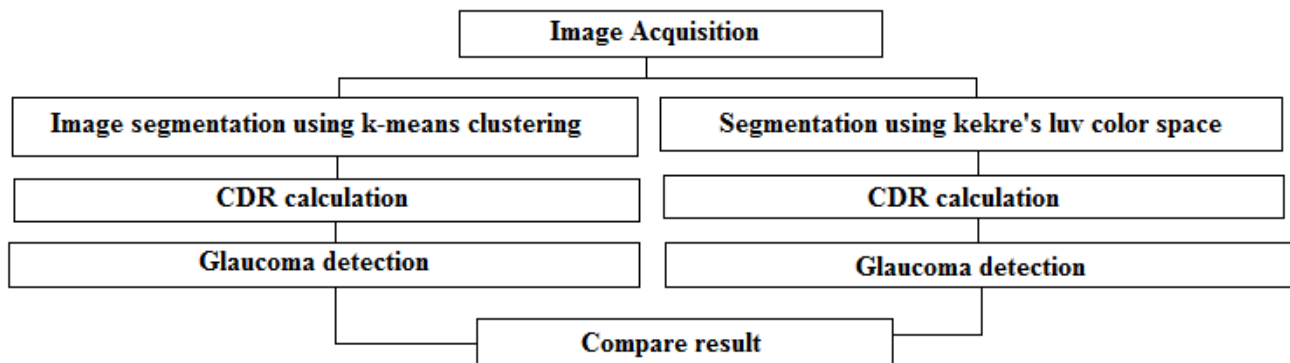 Image Acquisition
Image segmentation using k-means clustering
Segmentation using kekre's luv color space
CDR calculation
CDR calculation
Glaucoma detection
Glaucoma detection
Compare result